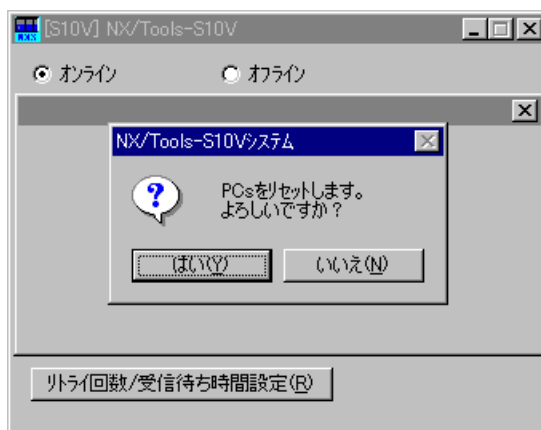 [S10V] NX/Tools-S10V
オンライン オフライン
NX/Tools-S10Vシステム
PCsをリセットします。
よろしいですか？
はい(Y) いいえ(N)
リトライ回数/受信待ち時間設定(R)